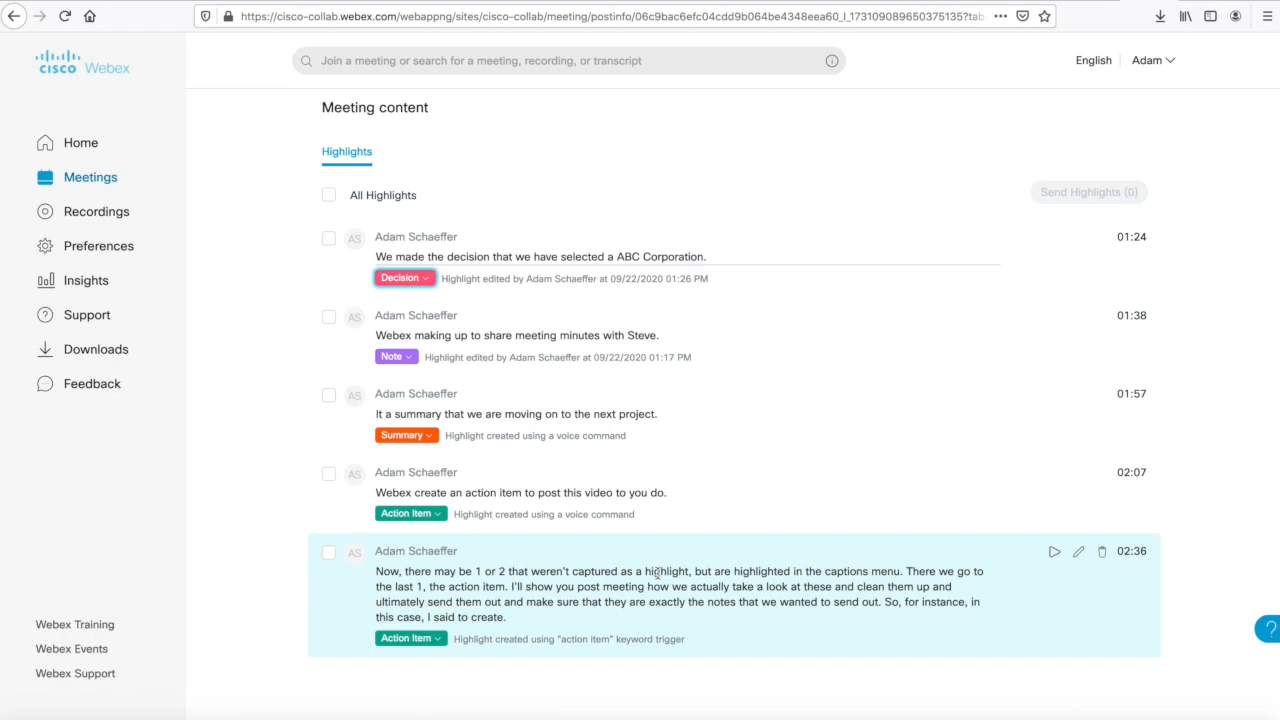 https://cisco-collab.webex.com/webappng/sites/cisco-collab/meeting/postinfo/06c9bac6efc04cdd9b064be4348eea60_I_173109089650375135?tab
CISCO Webex
Join a meeting or search for a meeting, recording, or transcript
English
Adam
Home
Meetings
Recordings
Preferences
Insights
Support
Downloads
Feedback
Webex Training
Webex Events
Webex Support
Meeting content
Highlights
All Highlights
Send Highlights (0)
AS
Adam Schaeffer
01:24
We made the decision that we have selected a ABC Corporation.
Decision
Highlight edited by Adam Schaeffer at 09/22/2020 01:26 PM
AS
Adam Schaeffer
01:38
Webex making up to share meeting minutes with Steve.
Note
Highlight edited by Adam Schaeffer at 09/22/2020 01:17 PM
AS
Adam Schaeffer
01:57
It a summary that we are moving on to the next project.
Summary
Highlight created using a voice command
AS
Adam Schaeffer
02:07
Webex create an action item to post this video to you do.
Action Item
Highlight created using a voice command
AS
Adam Schaeffer
02:36
Now, there may be 1 or 2 that weren't captured as a highlight, but are highlighted in the captions menu. There we go to
the last 1, the action item. I'll show you post meeting how we actually take a look at these and clean them up and
ultimately send them out and make sure that they are exactly the notes that we wanted to send out. So, for instance, in
this case, I said to create.
Action Item
Highlight created using "action item" keyword trigger
?